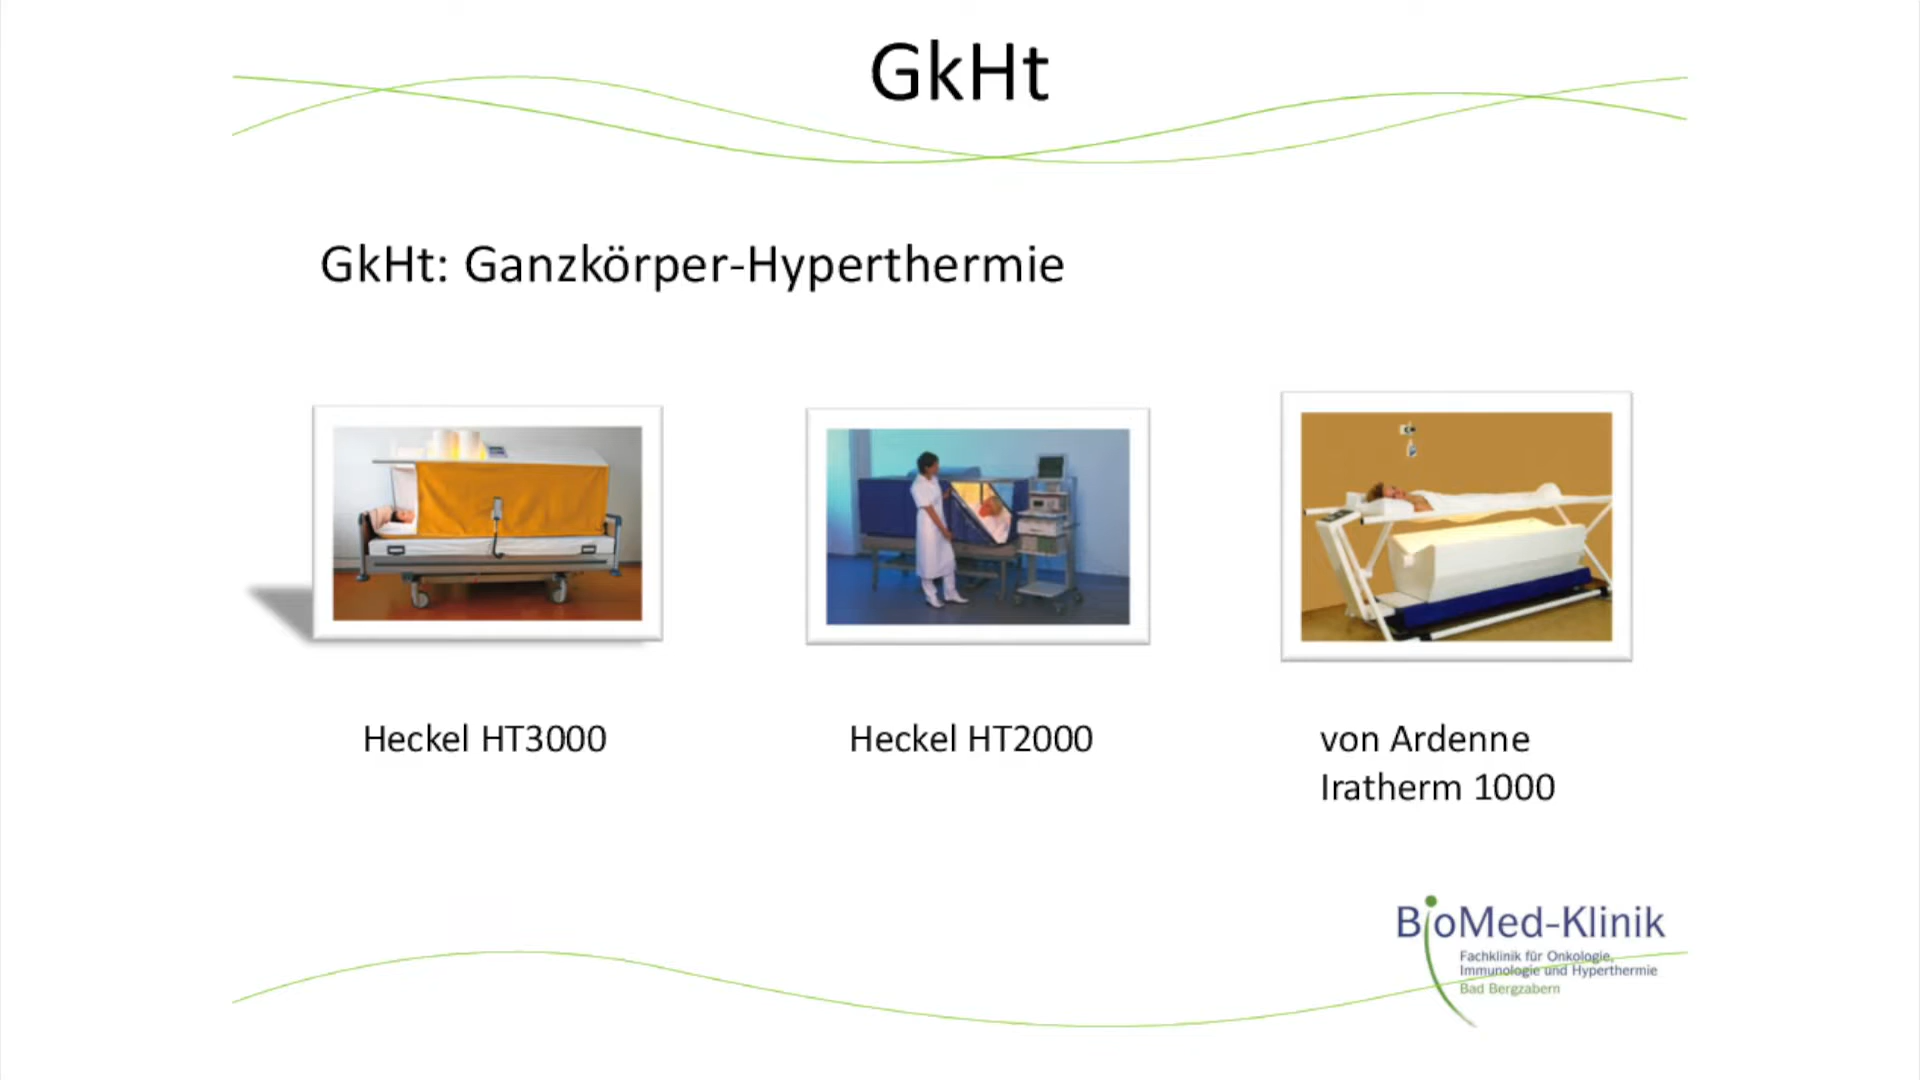 GkHt
GkHt: Ganzkörper-Hyperthermie
Heckel HT3000
Heckel HT2000
von Ardenne
Iratherm 1000
BioMed-Klinik
Fachklinik für Onkologie,
Immunologie und Hyperthermie
Bad Bergzabern